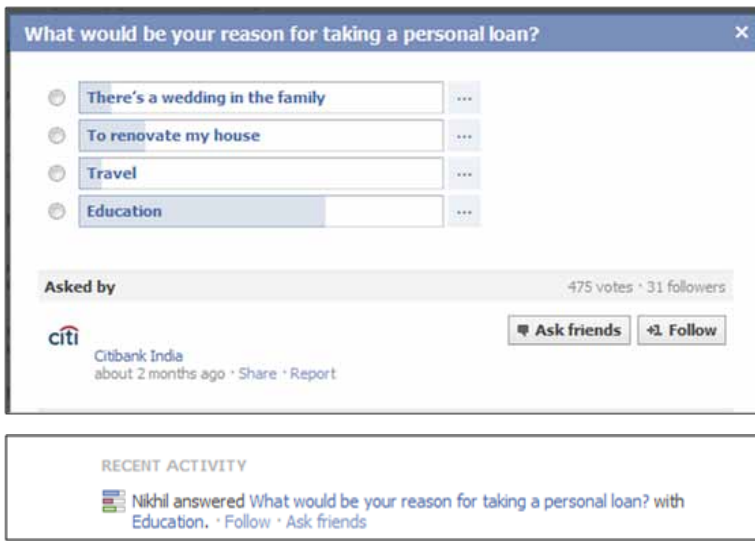 What would be your reason for taking a personal loan? ×
There's a wedding in the family ...
To renovate my house ...
Travel ...
Education ...
Asked by 475 votes · 31 followers
citi Ask friends +1 Follow
Citibank India
about 2 months ago · Share · Report
RECENT ACTIVITY
Nikhil answered What would be your reason for taking a personal loan? with
Education. · Follow · Ask friends